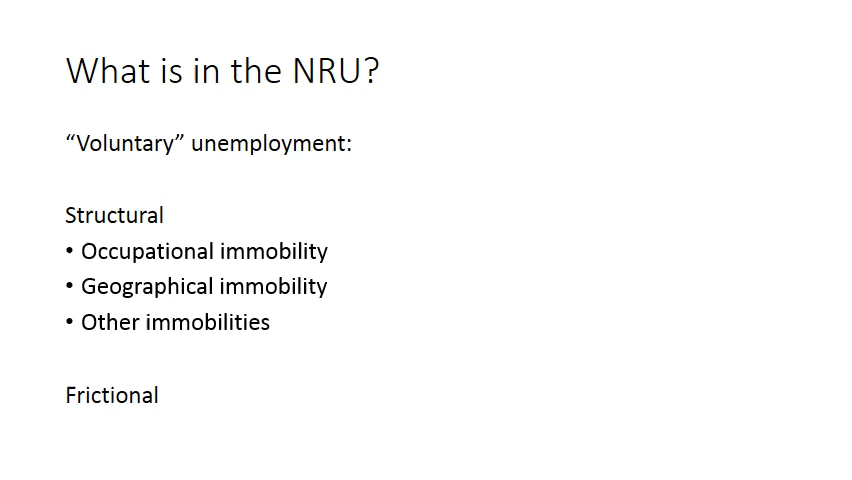 What is in the NRU?
“Voluntary” unemployment:
Structural
• Occupational immobility
• Geographical immobility
• Other immobilities
Frictional